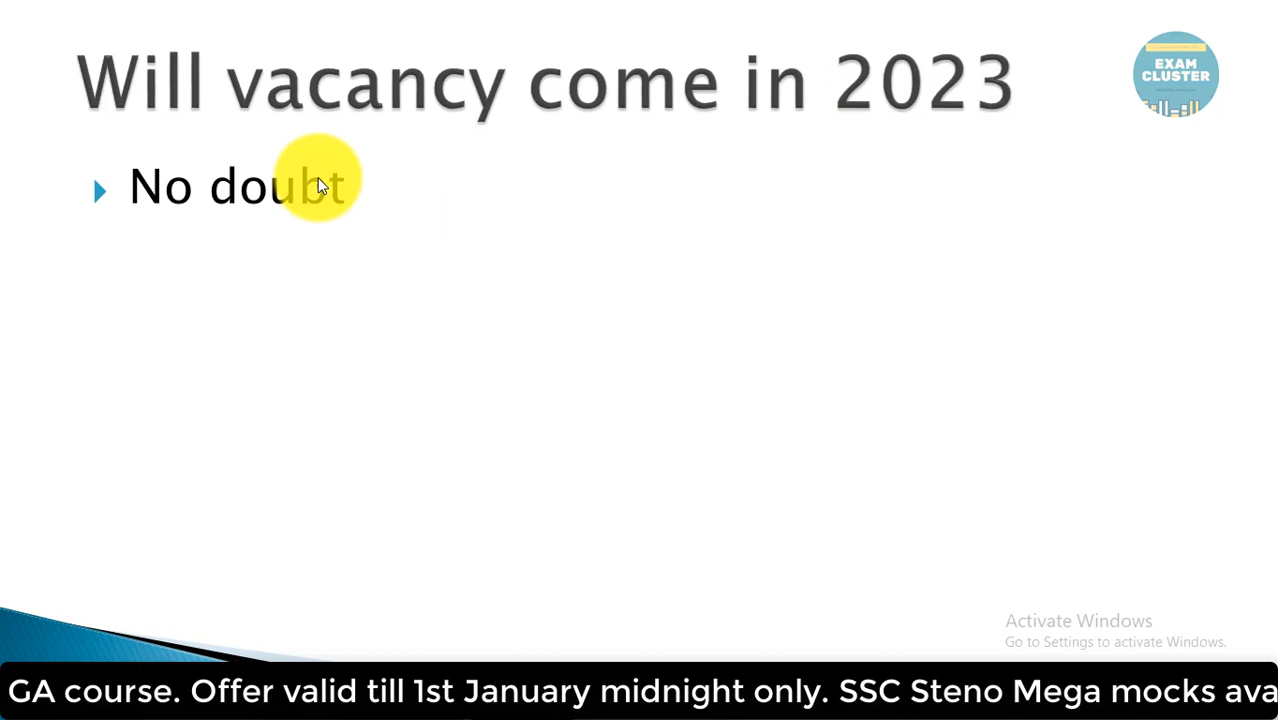 Will vacancy come in 2023
EXAM
CLUSTER
No doubt
Activate Windows
Go to Settings to activate Windows.
GA course. Offer valid till 1st January midnight only. SSC Steno Mega mocks ava